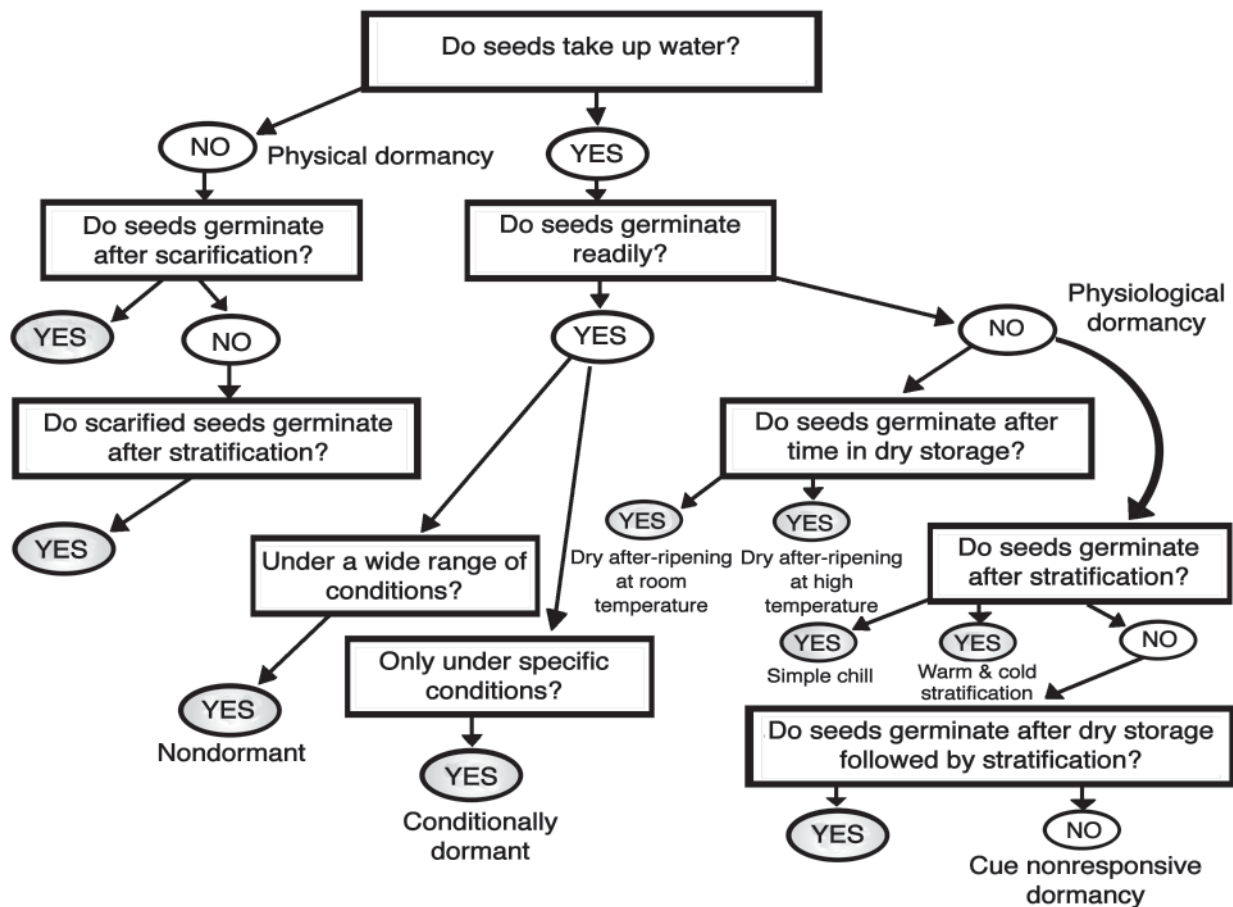 Do seeds take up water?
NO
Physical dormancy
YES
Do seeds germinate
after scarification?
Do seeds germinate
readily?
YES
NO
YES
NO
Physiological
dormancy
Do scarified seeds germinate
after stratification?
YES
Do seeds germinate after
time in dry storage?
YES
Dry after-ripening
at room
temperature
YES
Dry after-ripening
at high
temperature
Under a wide range of
conditions?
YES
Nondormant
Only under specific
conditions?
YES
Conditionally
dormant
Do seeds germinate
after stratification?
YES
Simple chill
YES
Warm & cold
stratification
NO
Do seeds germinate after dry storage
followed by stratification?
YES
NO
Cue nonresponsive
dormancy